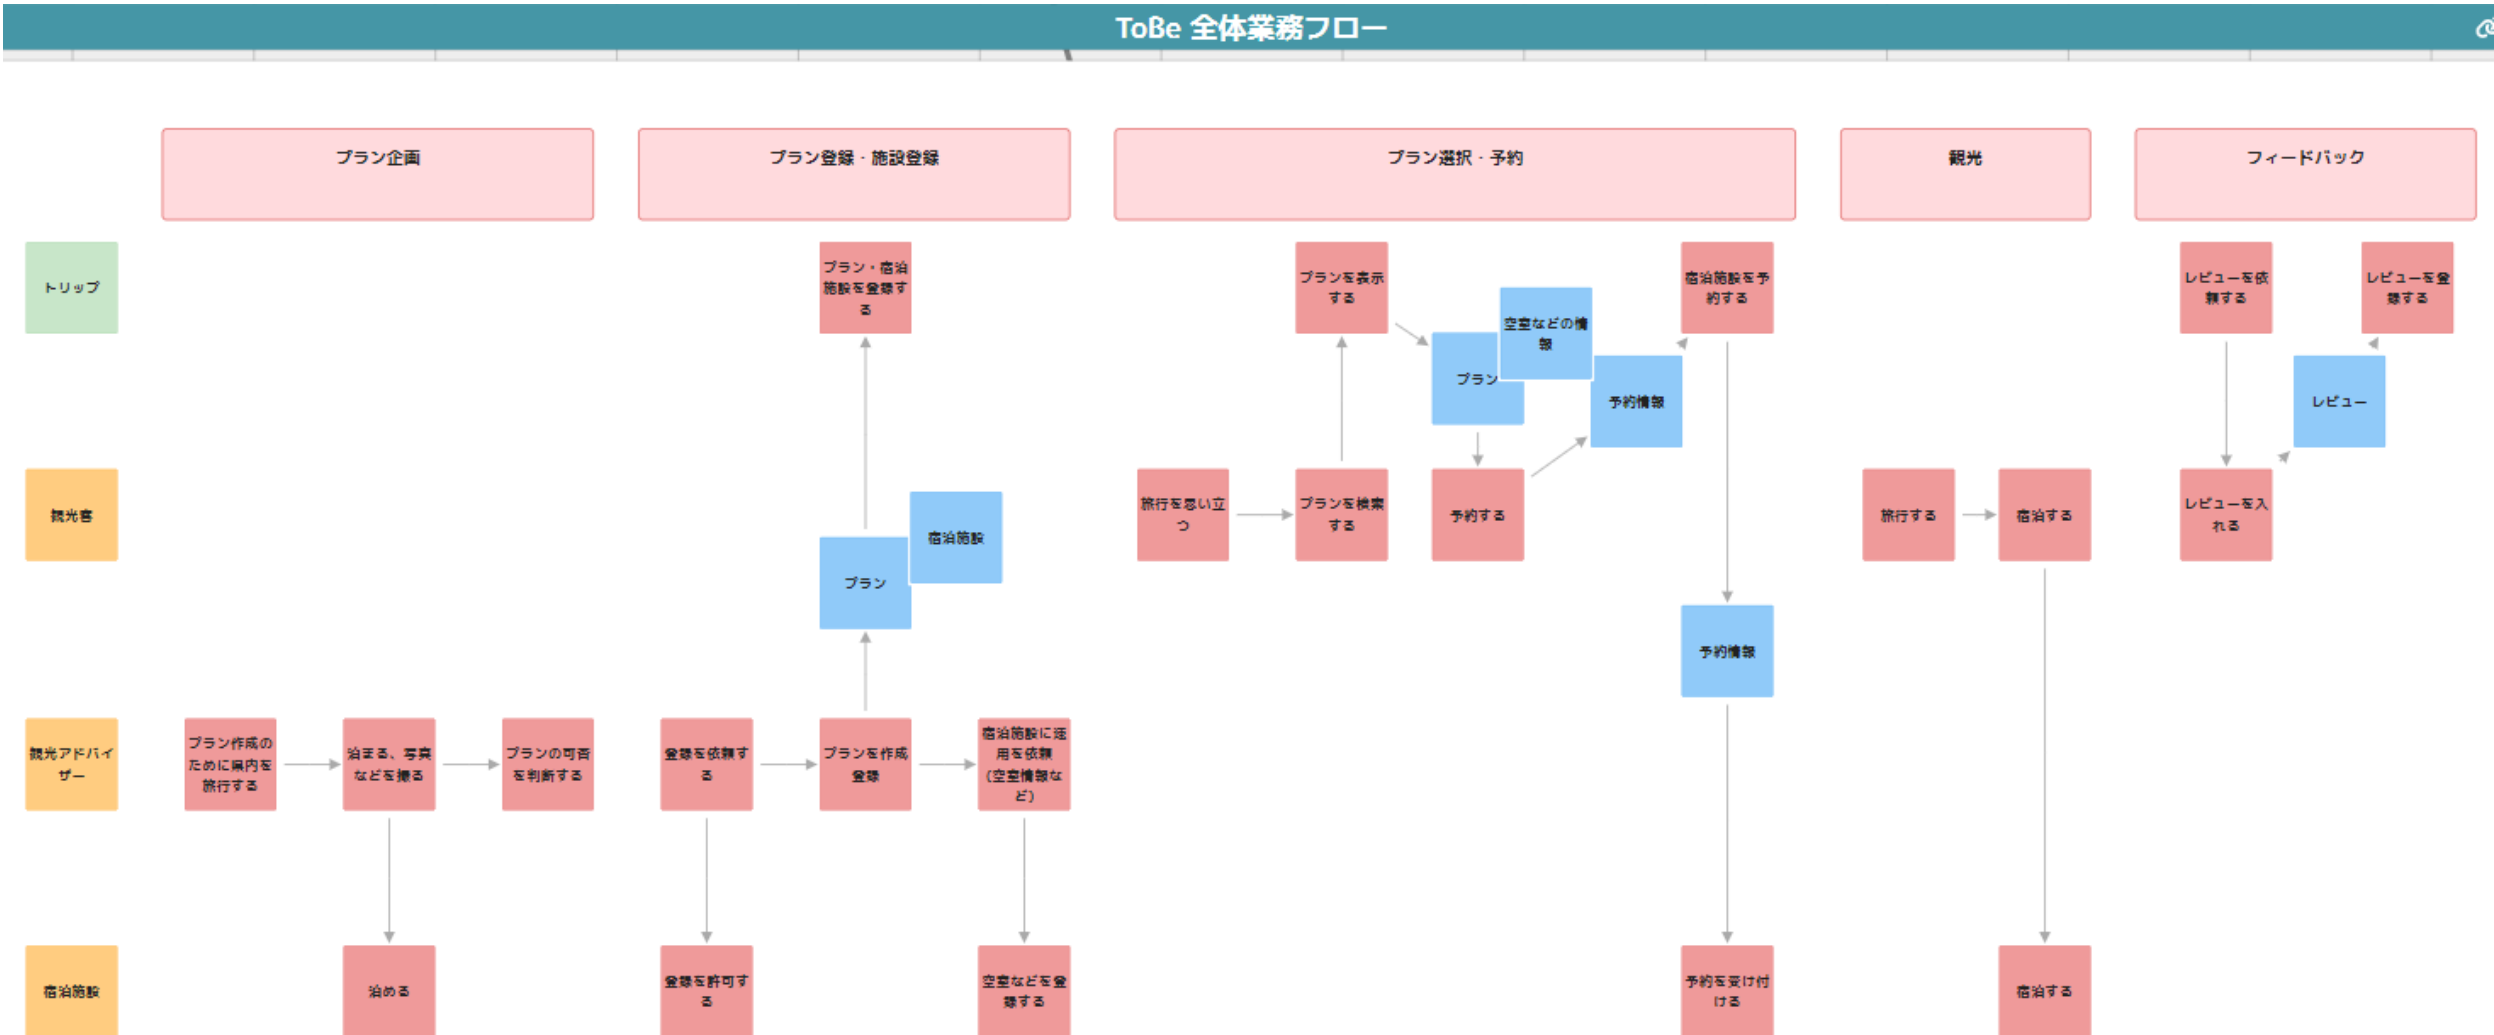 ToBe 全体業務フロー
プラン企画
プラン登録・施設登録
プラン選択・予約
観光
フィードバック
トリップ
プラン・宿泊
施設を登録す
る
プランを表示
する
空室などの情
報
プラン
予約情報
宿泊施設を予
約する
レビューを依
頼する
レビューを登
録する
レビュー
観光客
宿泊施設
プラン
旅行を思い立
つ
プランを検索
する
予約する
旅行する
宿泊する
レビューを入
れる
予約情報
観光アドバイ
ザー
プラン作成の
ために県内を
旅行する
泊まる、写真
などを撮る
プランの可否
を判断する
登録を依頼す
る
プランを作成
登録
宿泊施設に運
用を依頼
（空室情報な
ど）
宿泊施設
泊める
登録を許可す
る
空室などを登
録する
予約を受け付
ける
宿泊する